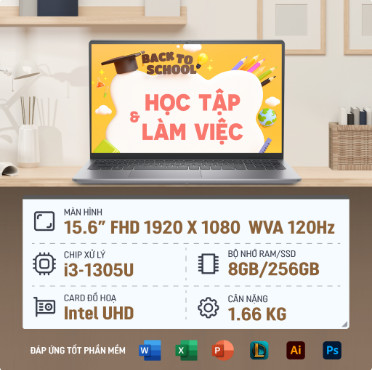 BACK TO
SCHOOL
HỌC TẬP
& LÀM VIỆC
MÀN HÌNH
15.6” FHD 1920 X 1080 WVA 120Hz
CHIP XỬ LÝ
i3-1305U
BỘ NHỚ RAM/SSD
8GB/256GB
CARD ĐỒ HOẠ
Intel UHD
CÂN NẶNG
1.66 KG
ĐÁP ỨNG TỐT PHẦN MỀM
W
X
P
Ai
Ps